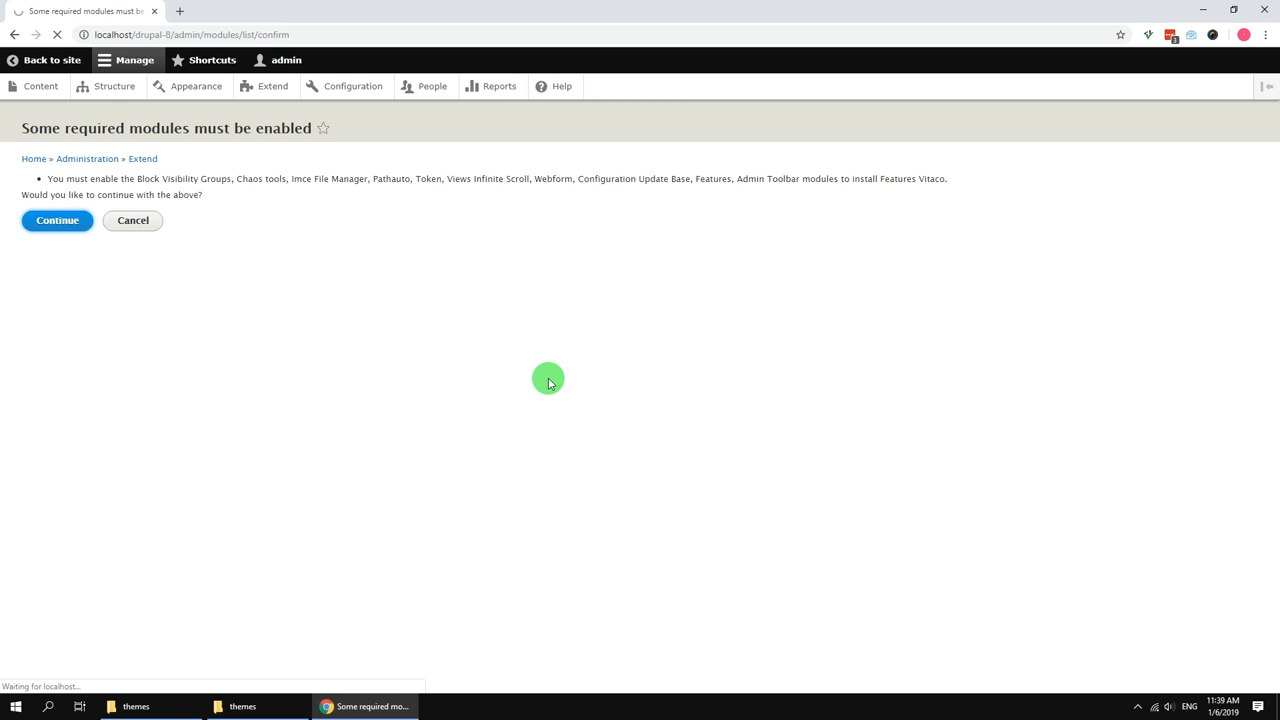 Some required modules must be
localhost/drupal-8/admin/modules/list/confirm
3
Back to site
Manage
Shortcuts
admin
Content
Structure
Appearance
Extend
Configuration
People
Reports
Help
Some required modules must be enabled
Home » Administration » Extend
• You must enable the Block Visibility Groups, Chaos tools, Imce File Manager, Pathauto, Token, Views Infinite Scroll, Webform, Configuration Update Base, Features, Admin Toolbar modules to install Features Vitaco.
Would you like to continue with the above?
Continue
Cancel
Waiting for localhost...
themes
themes
Some required mo...
ENG
11:39 AM
1/6/2019